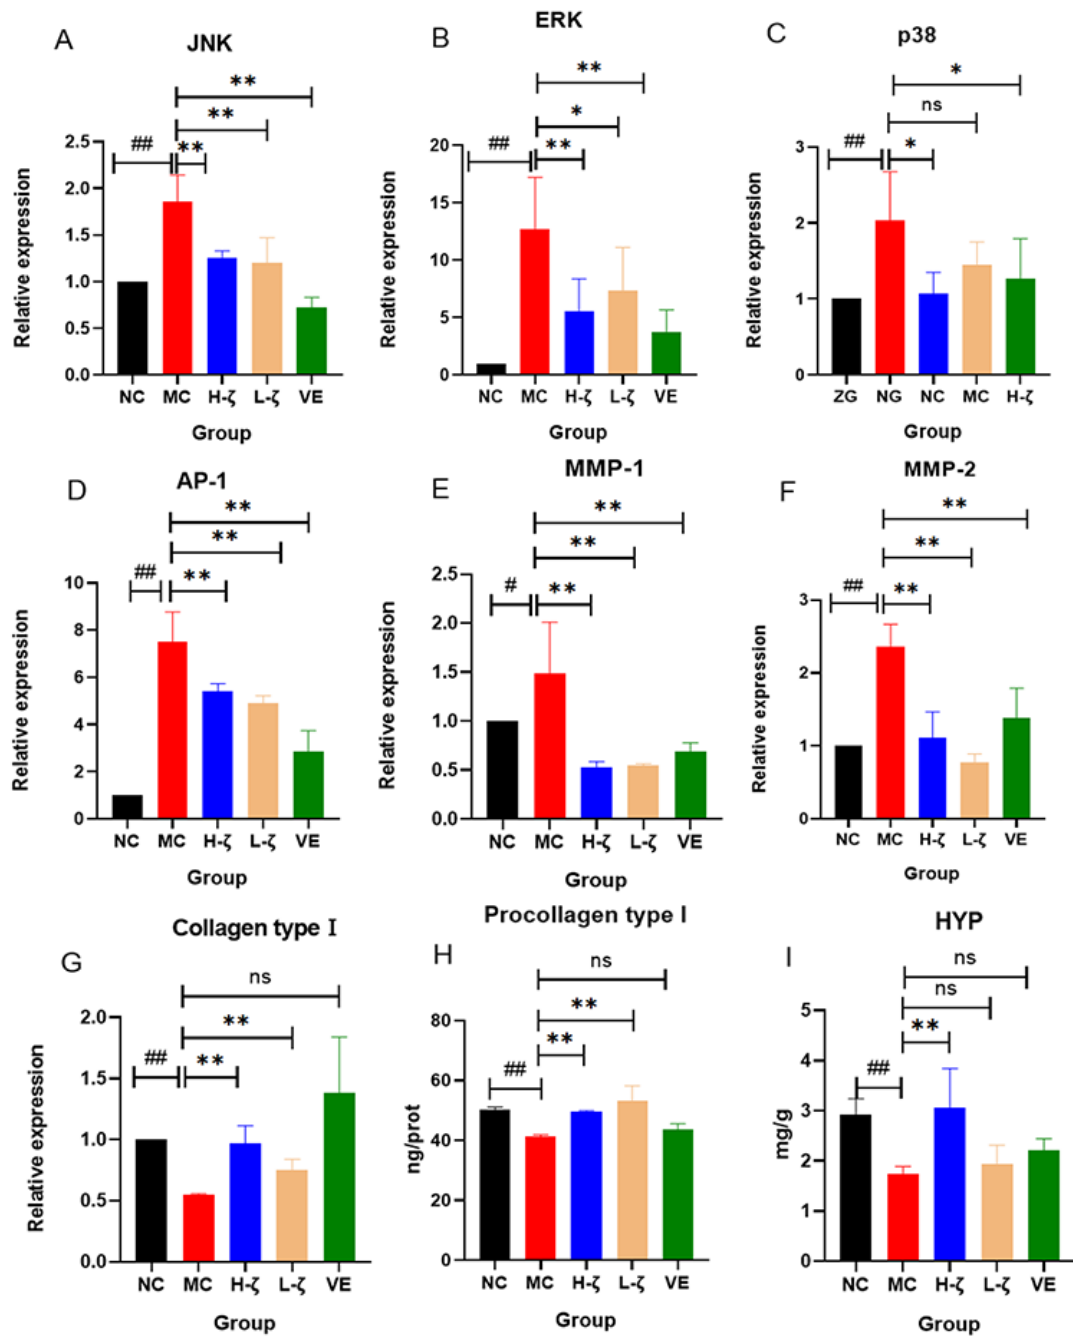 A
JNK
**
**
##
**
2.5
2.0
1.5
1.0
0.5
0.0
Relative expression
NC MC H-ζ L-ζ VE
Group
B
ERK
**
*
##
**
20
15
10
5
0
Relative expression
NC MC H-ζ L-ζ VE
Group
C
p38
*
ns
##
*
3
2
1
0
Relative expression
ZG NG NC MC H-ζ
Group
D
AP-1
**
**
##
**
10
8
6
4
2
0
Relative expression
NC MC H-ζ L-ζ VE
Group
E
MMP-1
**
**
#
**
2.5
2.0
1.5
1.0
0.5
0.0
Relative expression
NC MC H-ζ L-ζ VE
Group
F
MMP-2
**
**
##
**
3
2
1
0
Relative expression
NC MC H-ζ L-ζ VE
Group
G
Collagen type Ⅰ
ns
**
##
**
2.0
1.5
1.0
0.5
0.0
Relative expression
NC MC H-ζ L-ζ VE
Group
H
Procollagen type I
ns
**
**
##
80
60
40
20
0
ng/prot
NC MC H-ζ L-ζ VE
Group
I
HYP
ns
ns
**
##
5
4
3
2
1
0
mg/g
NC MC H-ζ L-ζ VE
Group